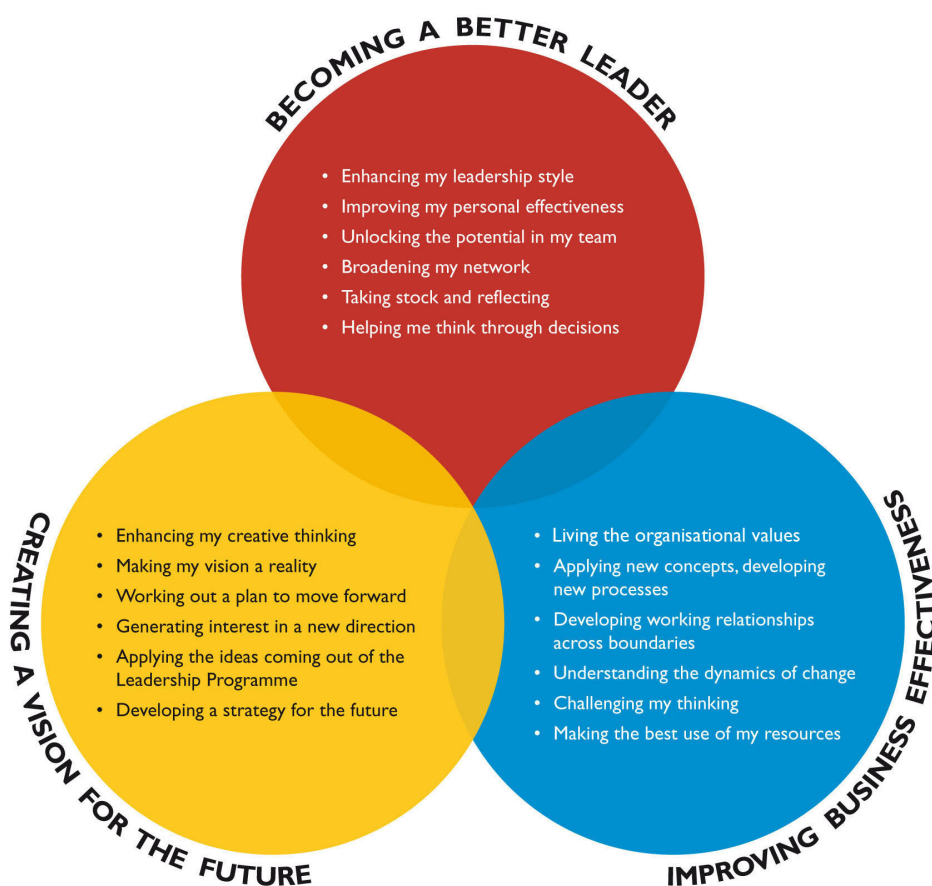 BECOMING A BETTER LEADER
• Enhancing my leadership style
• Improving my personal effectiveness
• Unlocking the potential in my team
• Broadening my network
• Taking stock and reflecting
• Helping me think through decisions
CREATING A VISION FOR THE FUTURE
• Enhancing my creative thinking
• Making my vision a reality
• Working out a plan to move forward
• Generating interest in a new direction
• Applying the ideas coming out of the
Leadership Programme
• Developing a strategy for the future
IMPROVING BUSINESS EFFECTIVENESS
• Living the organisational values
• Applying new concepts, developing
new processes
• Developing working relationships
across boundaries
• Understanding the dynamics of change
• Challenging my thinking
• Making the best use of my resources